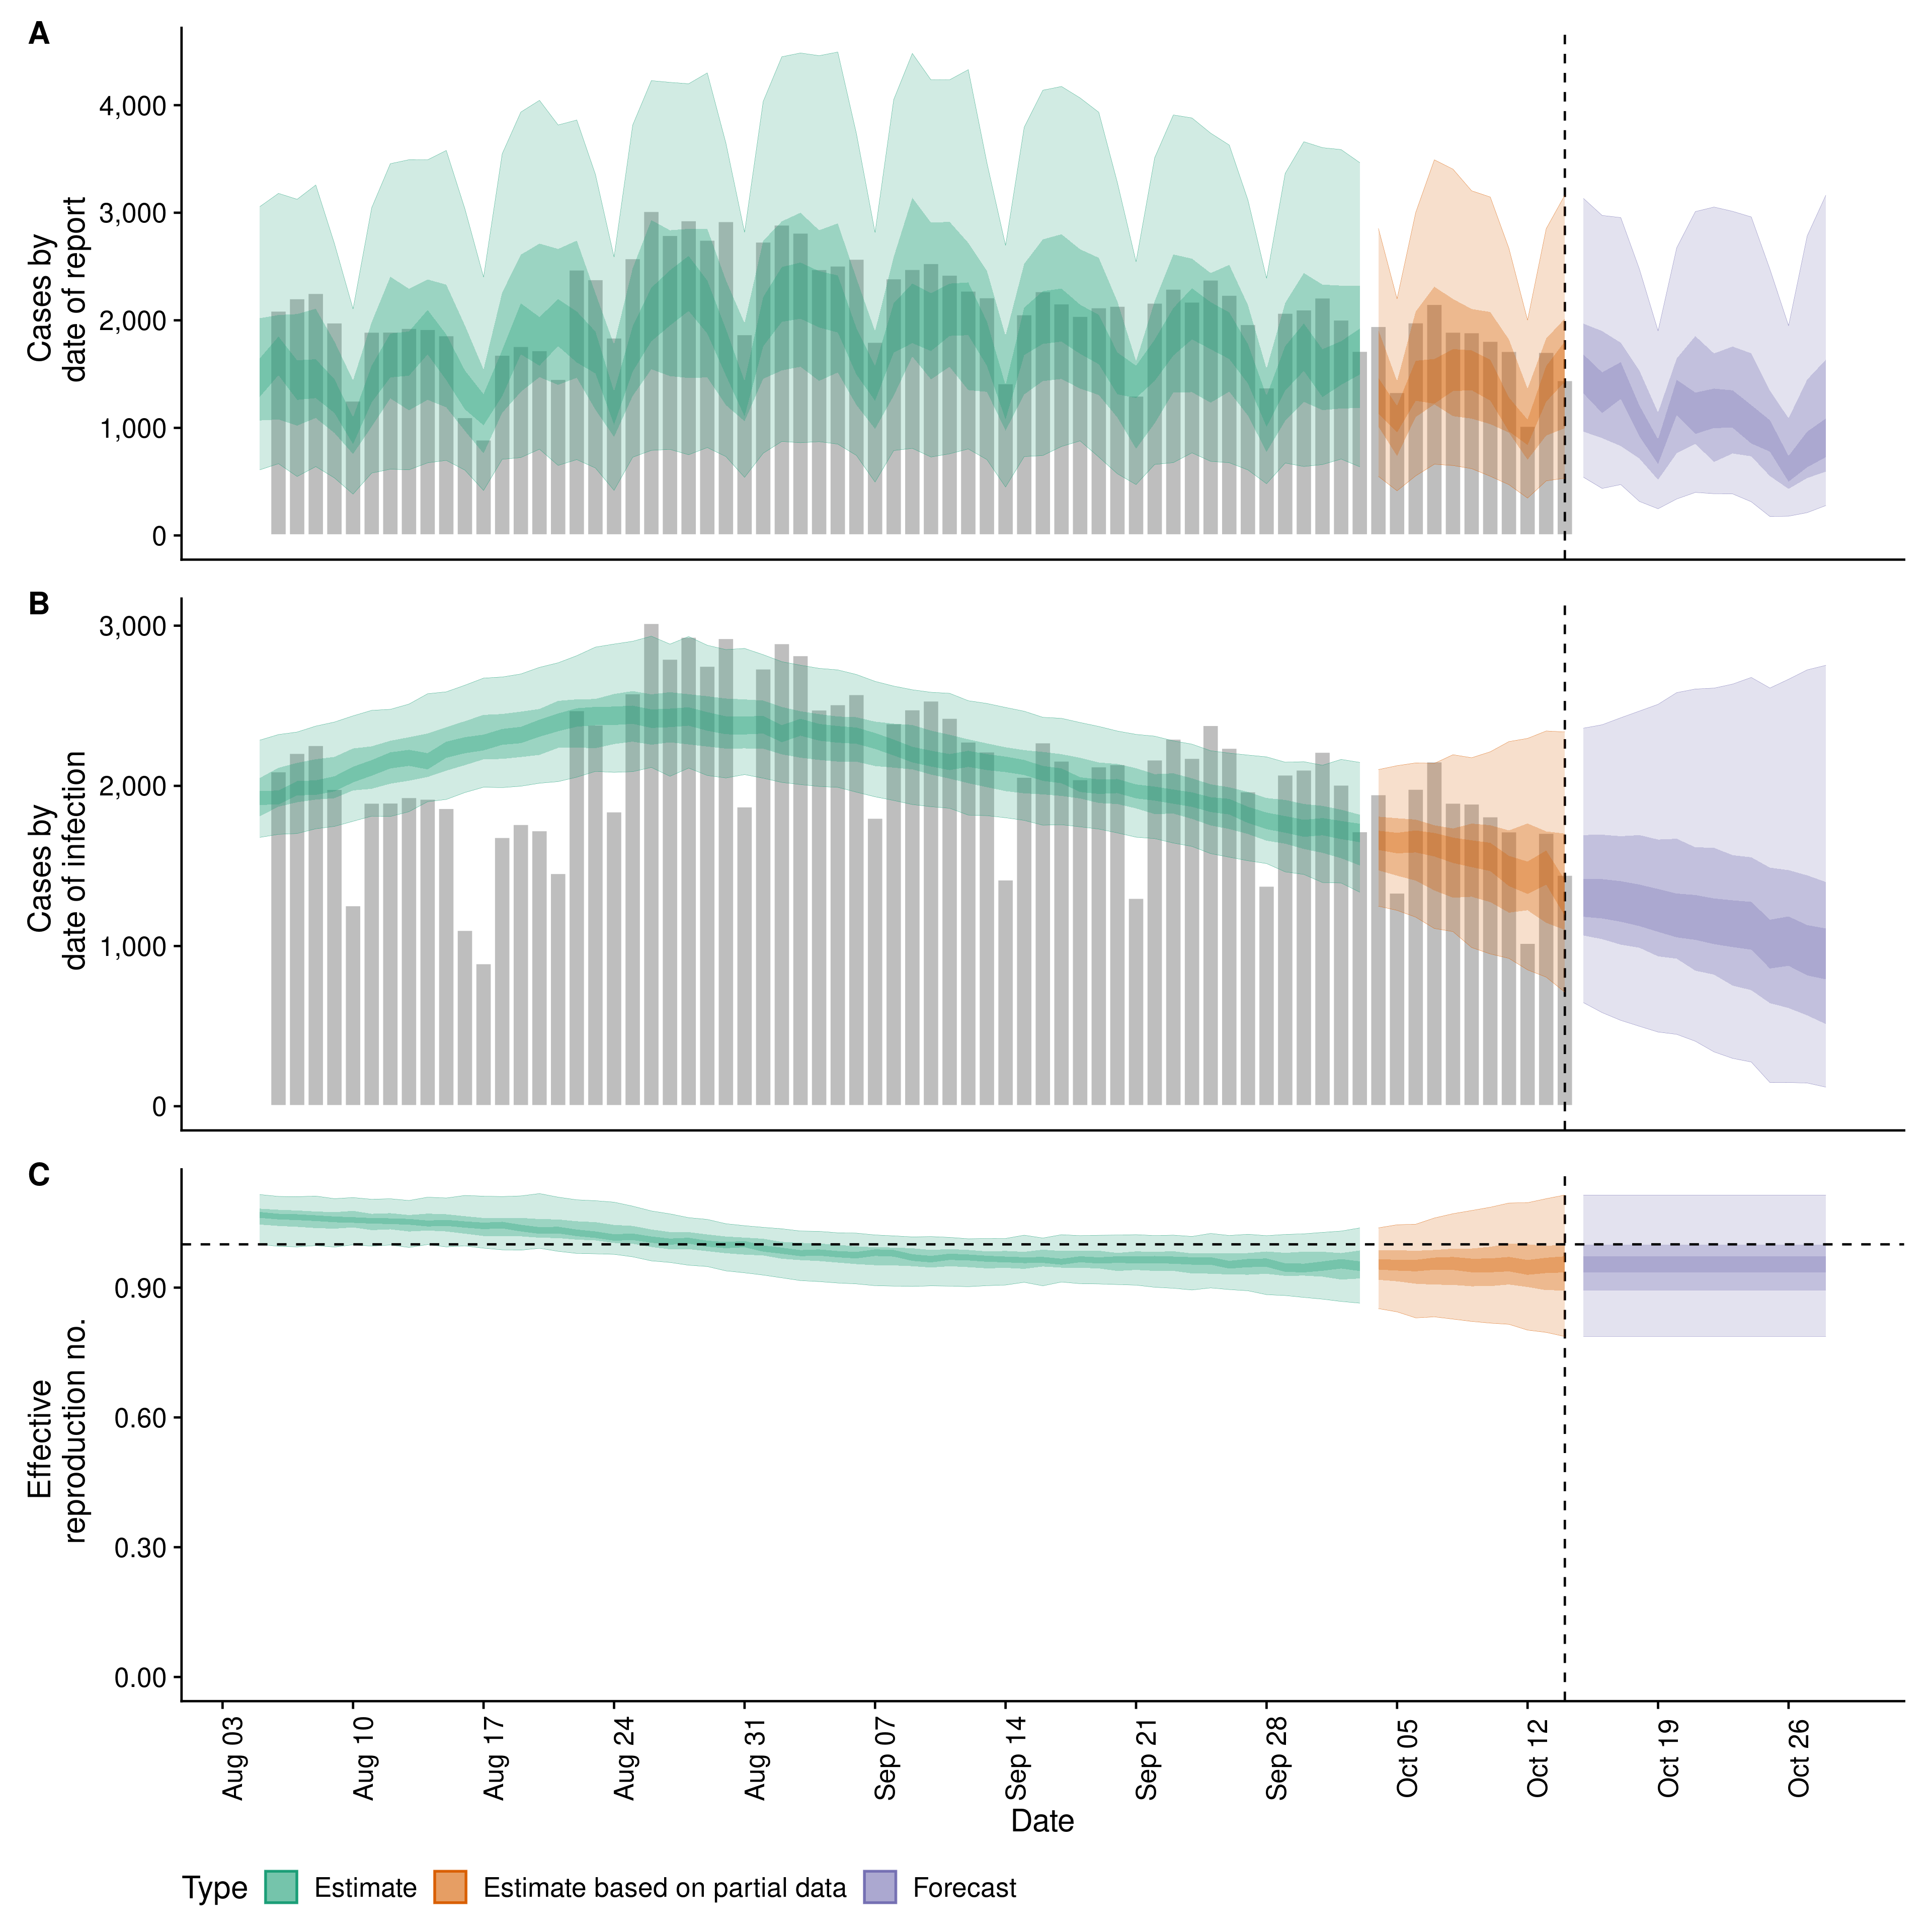 A
Cases by
date of report
4,000
3,000
2,000
1,000
0
B
Cases by
date of infection
3,000
2,000
1,000
0
C
Effective
reproduction no.
0.90
0.60
0.30
0.00
Aug 03
Aug 10
Aug 17
Aug 24
Aug 31
Sep 07
Sep 14
Sep 21
Sep 28
Oct 05
Oct 12
Oct 19
Oct 26
Date
Type
Estimate
Estimate based on partial data
Forecast